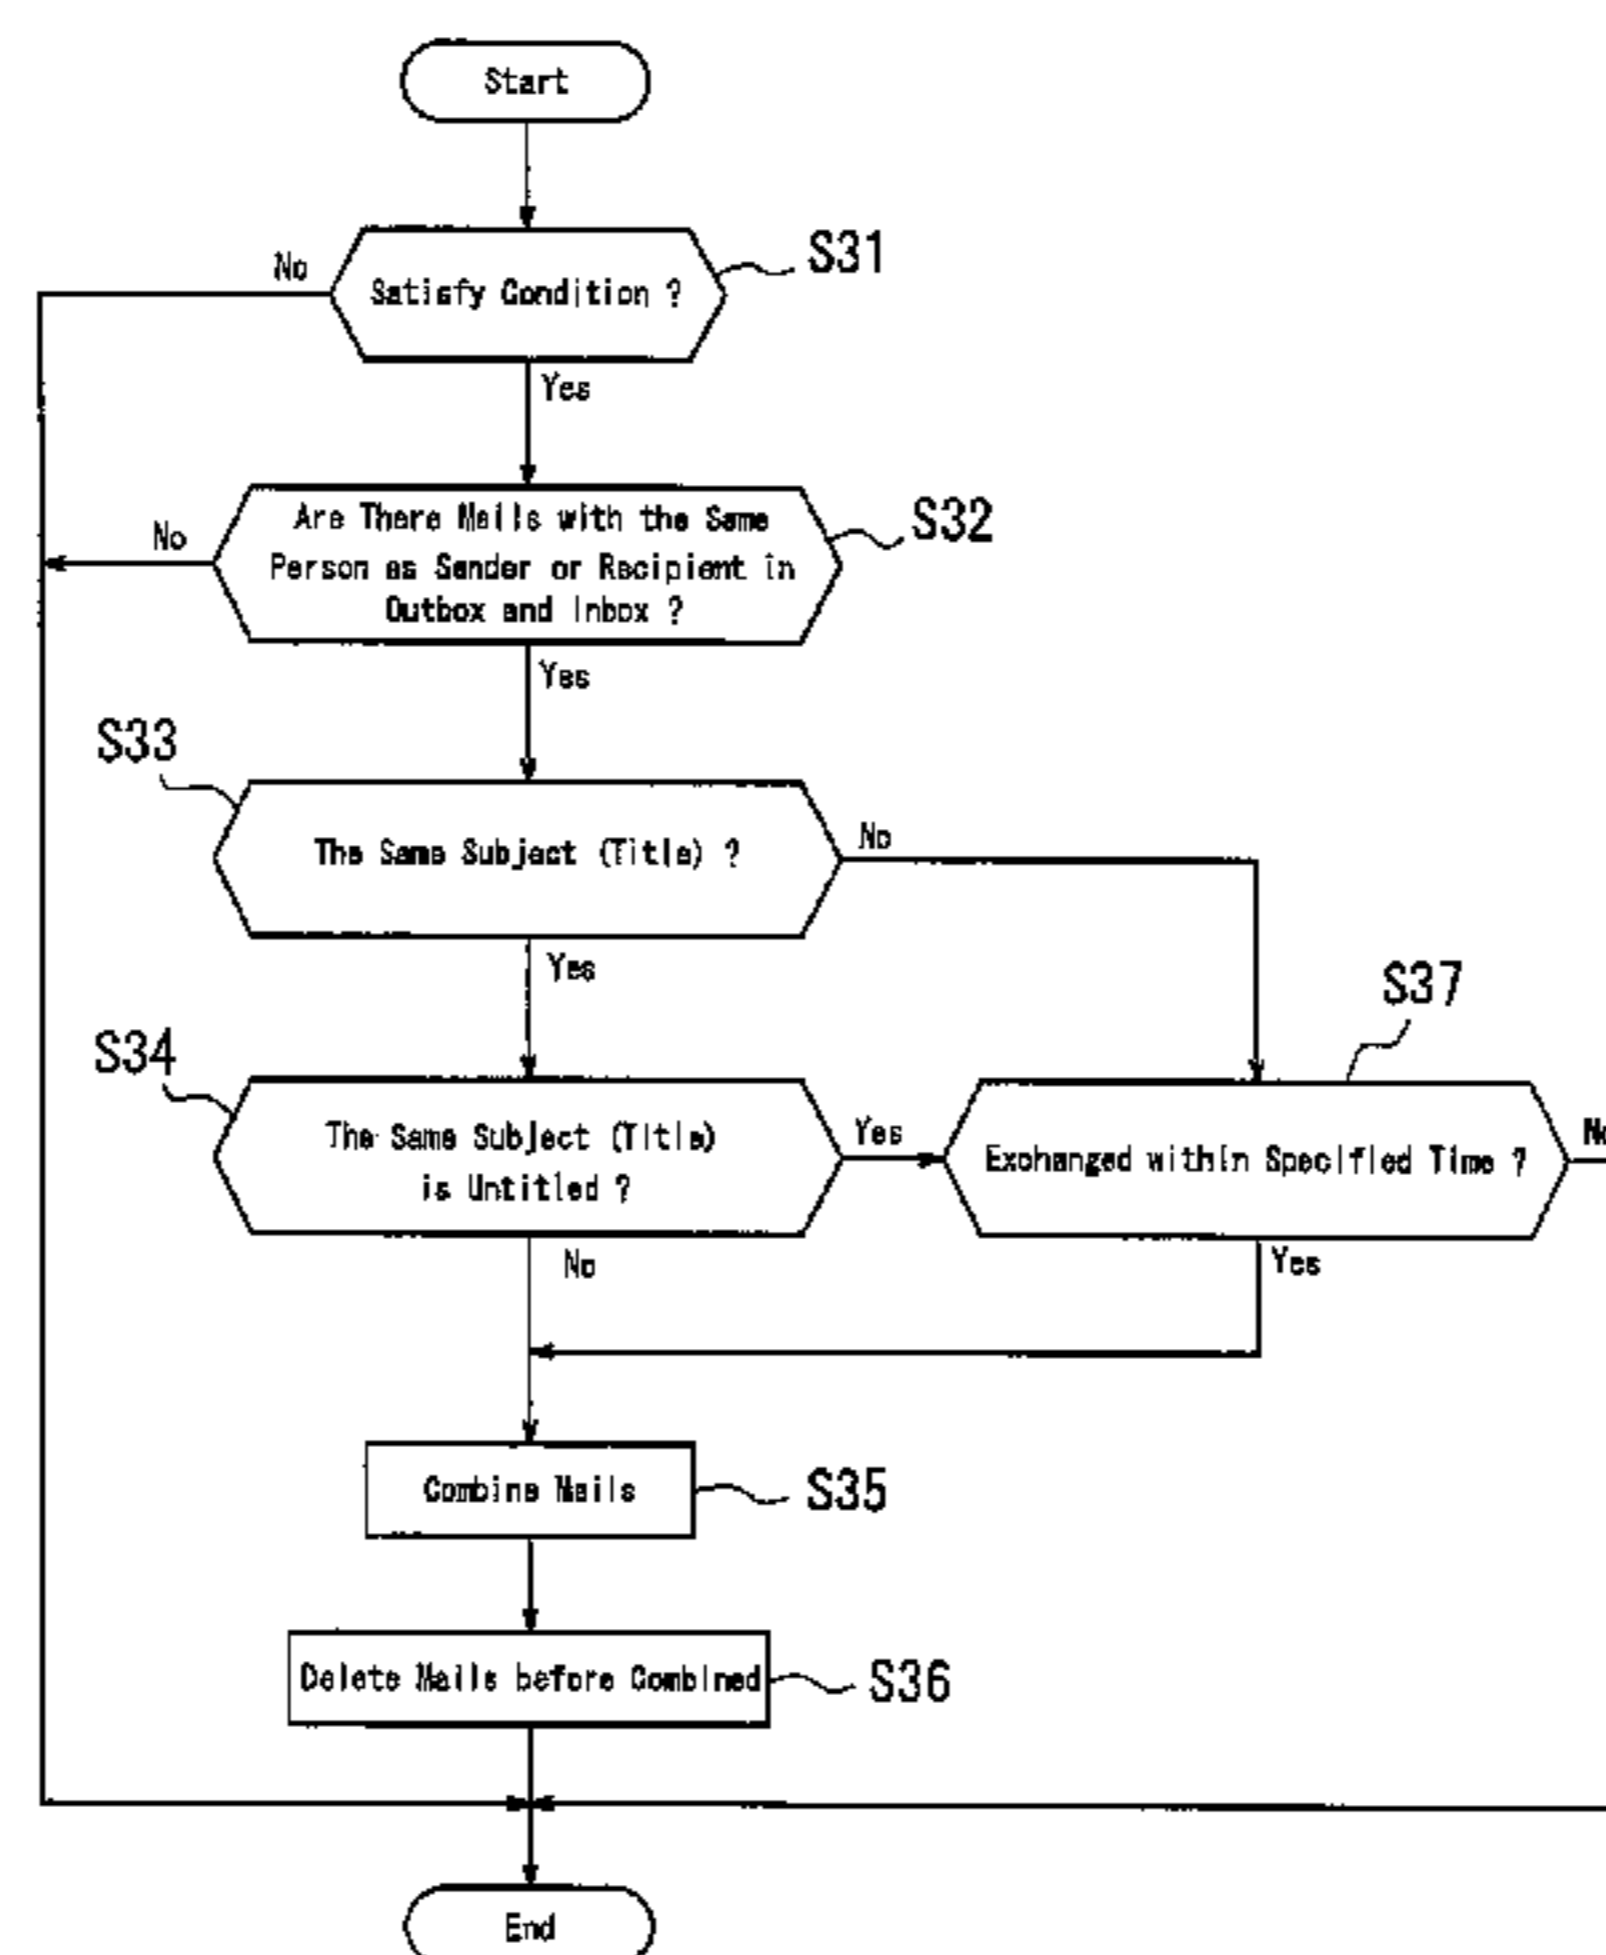 Start
No
Satisfy Condition ?
S31
Yes
No
Are There Mails with the Same
Person as Sender or Recipient in
Outbox and Inbox ?
S32
Yes
S33
The Same Subject (Title) ?
No
Yes
S37
S34
The Same Subject (Title)
is Untitled ?
Yes
Exchanged within Specified Time ?
No
No
Yes
Combine Mails
S35
Delete Mails before Combined
S36
End